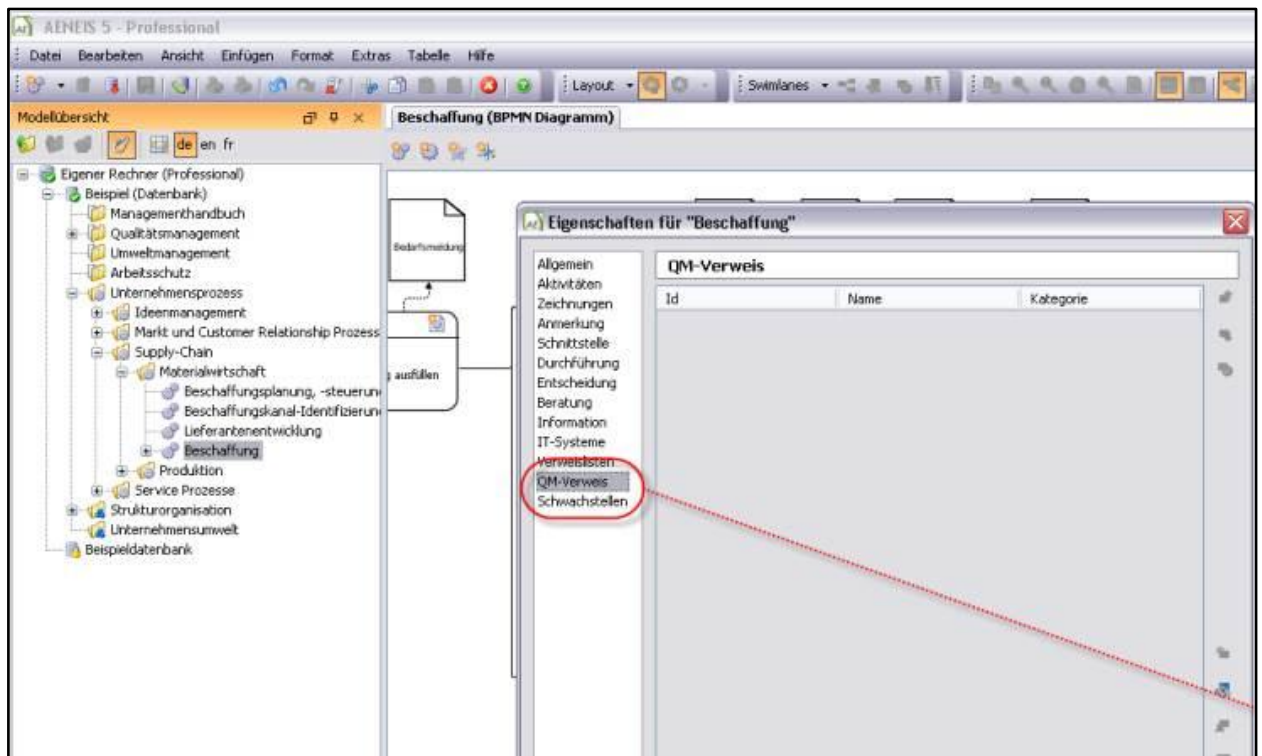 AENEIS 5 - Professional
Datei Bearbeiten Ansicht Einfügen Format Extras Tabelle Hilfe
Layout Swimlanes
Modellübersicht
de en fr
Eigener Rechner (Professional)
Beispiel (Datenbank)
Managementhandbuch
Qualitätsmanagement
Umweltmanagement
Arbeitsschutz
Unternehmensprozess
Ideenmanagement
Markt und Customer Relationship Prozess
Supply-Chain
Materialwirtschaft
Beschaffungsplanung, -steuerun
Beschaffungskanal-Identifizierun
Lieferantenentwicklung
Beschaffung
Produktion
Service Prozesse
Strukturorganisation
Unternehmensumwelt
Beispieldatenbank
Beschaffung (BPMN Diagramm)
Bedarfsmeldung
ausfüllen
Eigenschaften für "Beschaffung"
Allgemein
Aktivitäten
Zeichnungen
Anmerkung
Schnittstelle
Durchführung
Entscheidung
Beratung
Information
IT-Systeme
Verweislisten
QM-Verweis
Schwachstellen
QM-Verweis
Id Name Kategorie